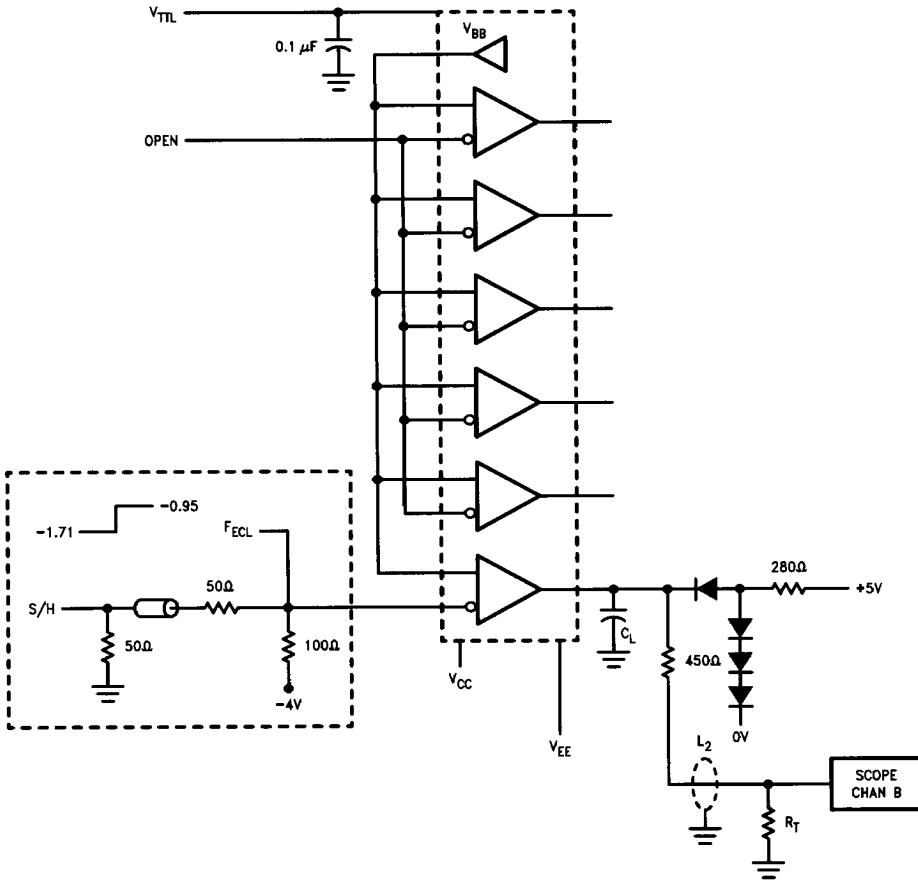 V_TTL
0.1 µF
V_BB
OPEN
-1.71
-0.95
F_ECL
S/H
50Ω
50Ω
100Ω
-4V
V_CC
V_EE
C_L
280Ω
+5V
450Ω
0V
L_2
R_T
SCOPE
CHAN B